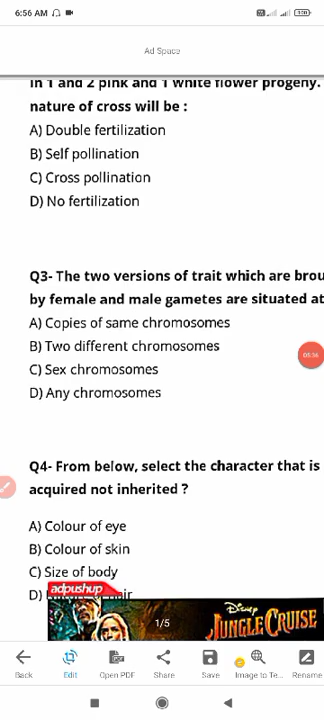 6:56 AM
Ad Space
in 1 and 2 pink and 1 white flower progeny.
nature of cross will be :
A) Double fertilization
B) Self pollination
C) Cross pollination
D) No fertilization
Q3- The two versions of trait which are brou
by female and male gametes are situated at
A) Copies of same chromosomes
B) Two different chromosomes
C) Sex chromosomes
D) Any chromosomes
05:36
Q4- From below, select the character that is
acquired not inherited ?
A) Colour of eye
B) Colour of skin
C) Size of body
D) hair
adpushup
Disney
JUNGLE CRUISE
1/5
Back Edit Open PDF Share Save Image to Te... Rename